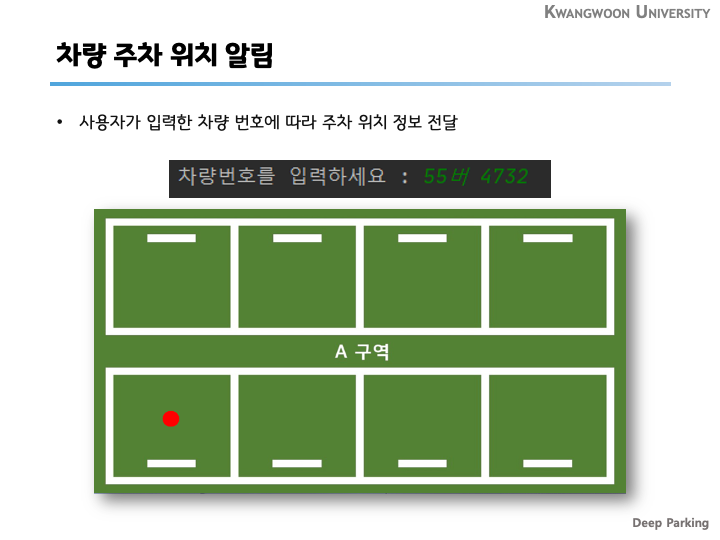 KWANGWOON UNIVERSITY
차량 주차 위치 알림
• 사용자가 입력한 차량 번호에 따라 주차 위치 정보 전달
차량번호를 입력하세요 : 55버 4732
A 구역
Deep Parking